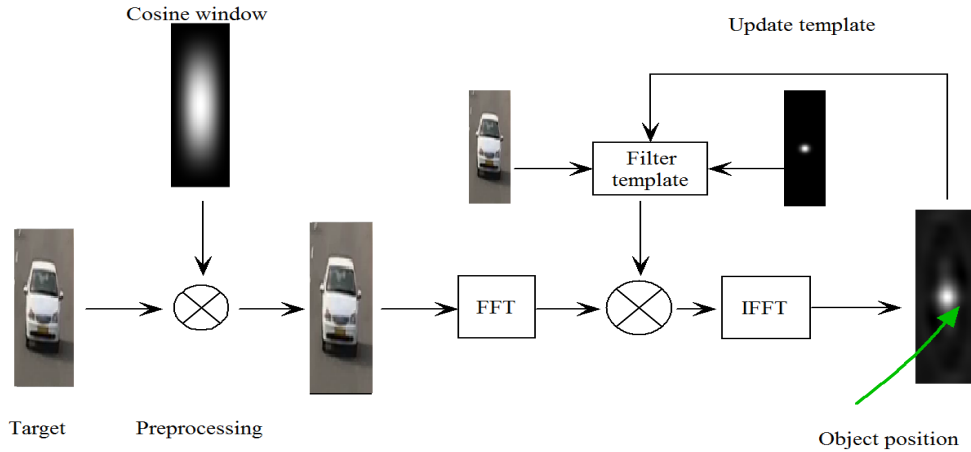 Cosine window
Update template
Filter
template
FFT
IFFT
Target
Preprocessing
Object position